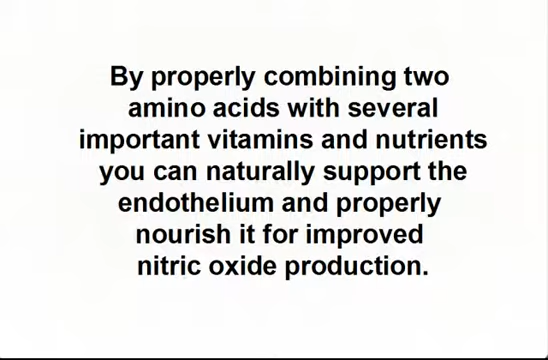 By properly combining two
amino acids with several
important vitamins and nutrients
you can naturally support the
endothelium and properly
nourish it for improved
nitric oxide production.